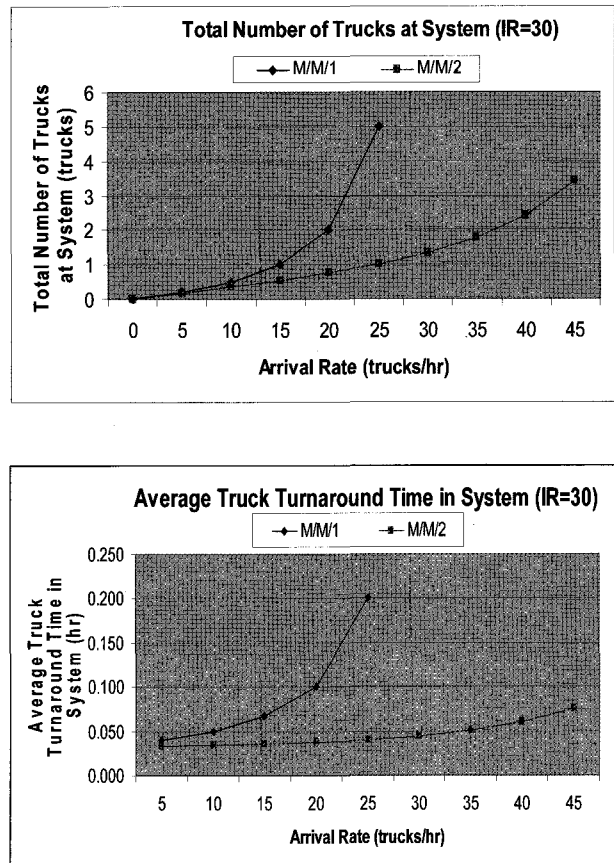 Total Number of Trucks at System (IR=30)
M/M/1 M/M/2
Total Number of Trucks
at System (trucks)
6
5
4
3
2
1
0
0 5 10 15 20 25 30 35 40 45
Arrival Rate (trucks/hr)
Average Truck Turnaround Time in System (IR=30)
M/M/1 M/M/2
Average Truck
Turnaround Time in
System (hr)
0.250
0.200
0.150
0.100
0.050
0.000
5 10 15 20 25 30 35 40 45
Arrival Rate (trucks/hr)